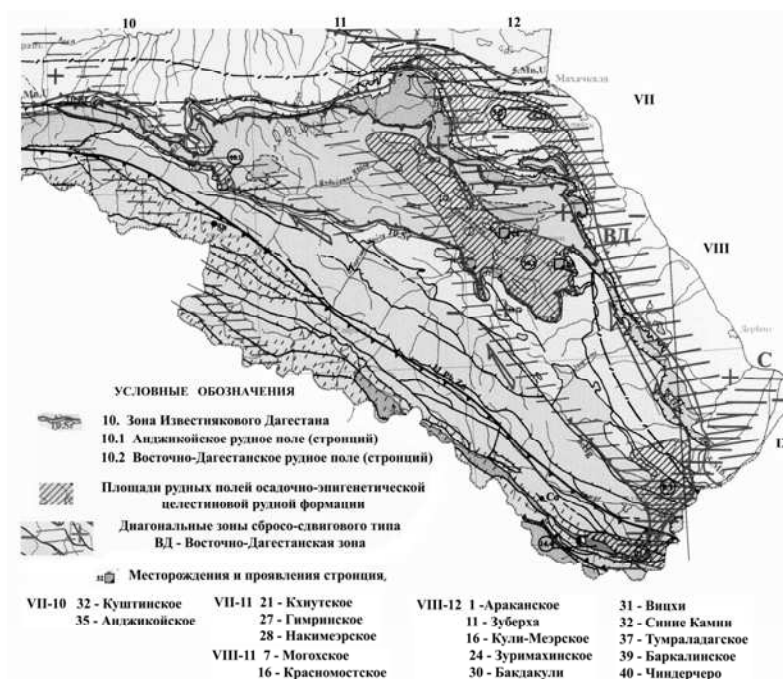 10 11 12
Махачкала
VII
ВД
VIII
Дербент
С
УСЛОВНЫЕ ОБОЗНАЧЕНИЯ
10. Зона Известнякового Дагестана
10.1 Анджикойское рудное поле (стронций)
10.2 Восточно-Дагестанское рудное поле (стронций)
Площади рудных полей осадочно-эпигенетической
целестиновой рудной формации
Диагональные зоны сбросо-сдвигового типа
ВД - Восточно-Дагестанская зона
Месторождения и проявления стронция,
VII-10 32 - Куштинское
35 - Анджикойское
VII-11 21 - Кхиутское
27 - Гимринское
28 - Накимеэрское
VIII-11 7 - Могохское
16 - Красномостское
VIII-12 1 -Араканское
11 - Зуберха
16 - Кули-Меэрское
24 - Зуримахинское
30 - Бакдакули
31 - Вицхи
32 - Синие Камни
37 - Тумраладагское
39 - Баркалинское
40 - Чиндерчеро